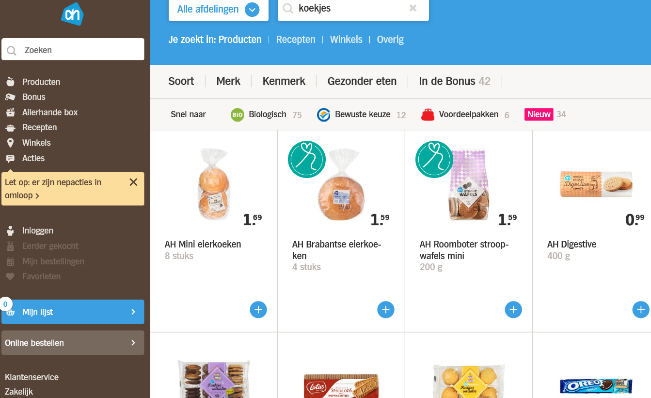 ah
Zoeken
Producten
Bonus
Allerhande box
Recepten
Winkels
Acties
Let op: er zijn nepacties in
omloop >
Inloggen
Eerder gekocht
Mijn bestellingen
Favorieten
0
Mijn lijst
Online bestellen
Klantenservice
Zakelijk
Alle afdelingen
koekjes
Je zoekt in: Producten | Recepten | Winkels | Overig
Soort Merk Kenmerk Gezonder eten In de Bonus 42
Snel naar BIO Biologisch 75 Bewuste keuze 12 Voordeelpakken 6 Nieuw 34
1.69
AH Mini eierkoeken
8 stuks
1.59
AH Brabantse eierkoe-
ken
4 stuks
1.59
AH Roomboter stroop-
wafels mini
200 g
0.99
AH Digestive
400 g
Lotus
OREO